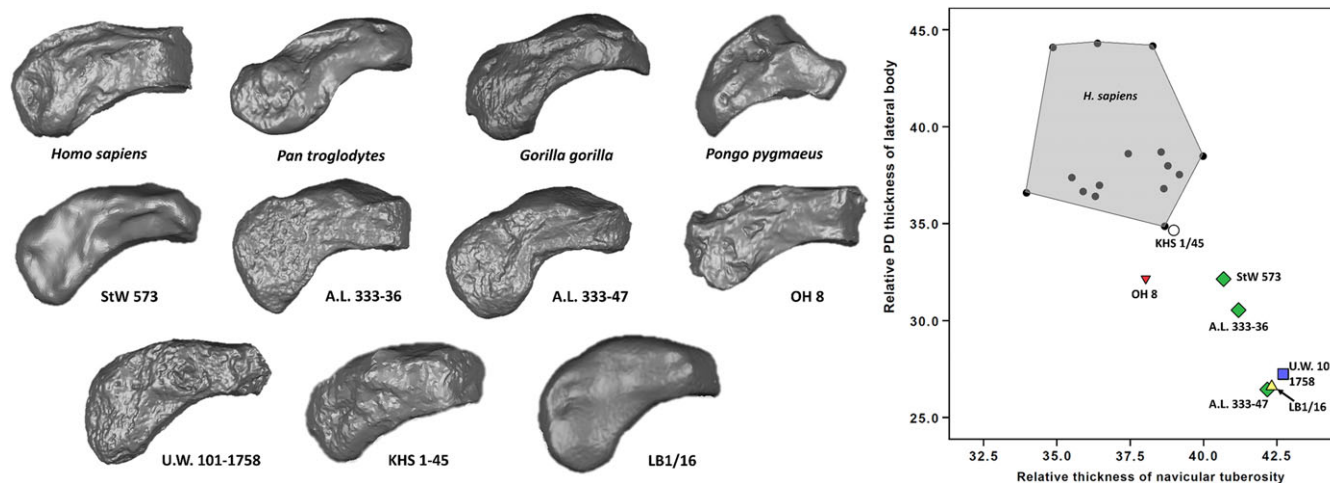 Homo sapiens
Pan troglodytes
Gorilla gorilla
Pongo pygmaeus
StW 573
A.L. 333-36
A.L. 333-47
OH 8
U.W. 101-1758
KHS 1-45
LB1/16
Relative PD thickness of lateral body
45.0
40.0
35.0
30.0
25.0
H. sapiens
KHS 1/45
OH 8
StW 573
A.L. 333-36
U.W. 101
1758
A.L. 333-47
LB1/16
32.5 35.0 37.5 40.0 42.5
Relative thickness of navicular tuberosity